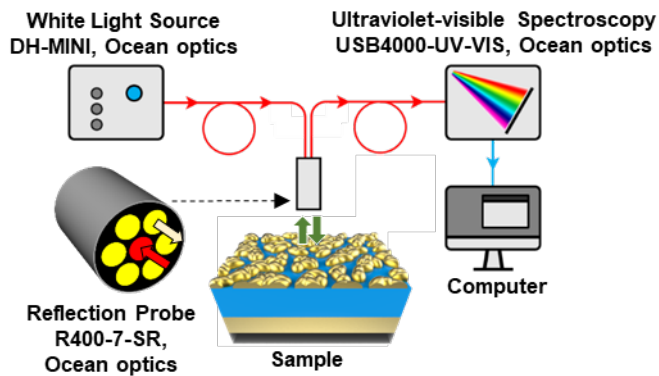 White Light Source
DH-MINI, Ocean optics
Ultraviolet-visible Spectroscopy
USB4000-UV-VIS, Ocean optics
Reflection Probe
R400-7-SR,
Ocean optics
Sample
Computer